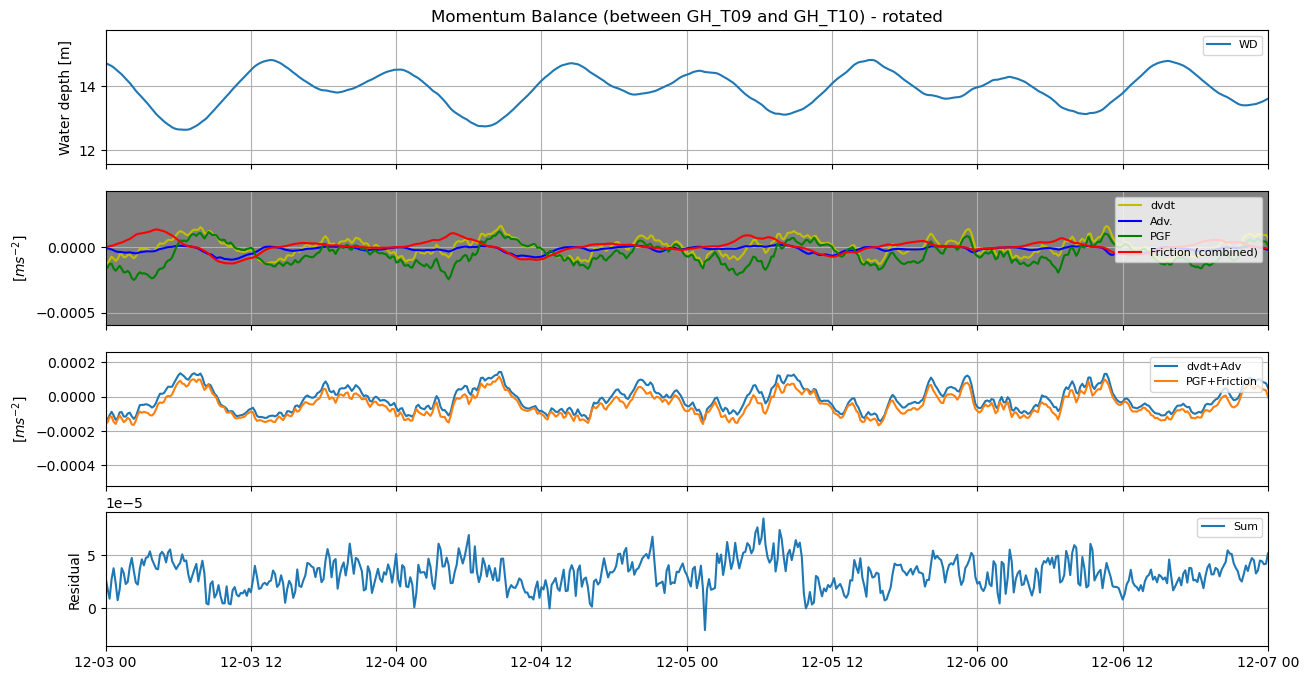 Momentum Balance (between GH_T09 and GH_T10) - rotated
Water depth [m]
14
12
WD
[ms⁻²]
0.0000
−0.0005
dvdt
Adv.
PGF
Friction (combined)
[ms⁻²]
0.0002
0.0000
−0.0002
−0.0004
dvdt+Adv
PGF+Friction
1e−5
Residual
5
0
Sum
12-03 00
12-03 12
12-04 00
12-04 12
12-05 00
12-05 12
12-06 00
12-06 12
12-07 00